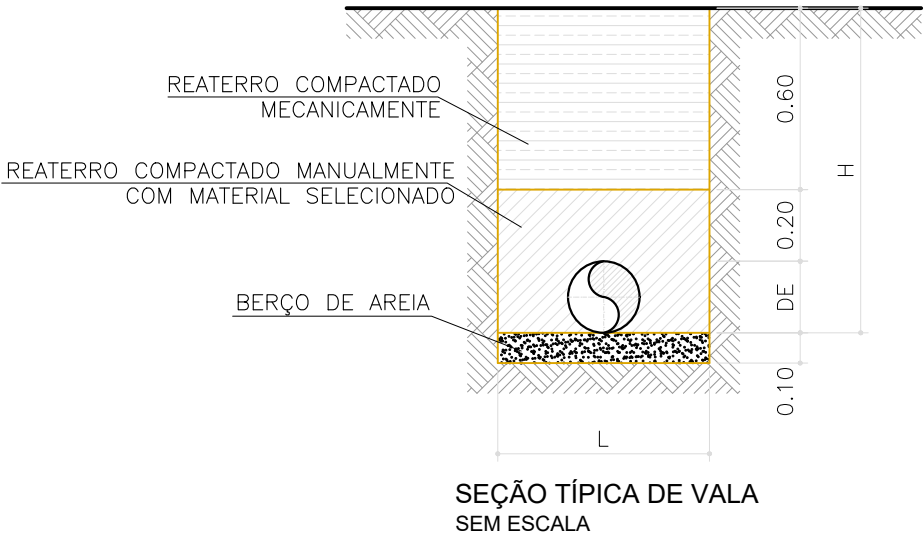 REATERRO COMPACTADO
MECANICAMENTE
REATERRO COMPACTADO MANUALMENTE
COM MATERIAL SELECIONADO
BERÇO DE AREIA
0.60
H
0.20
DE
0.10
L
SEÇÃO TÍPICA DE VALA
SEM ESCALA